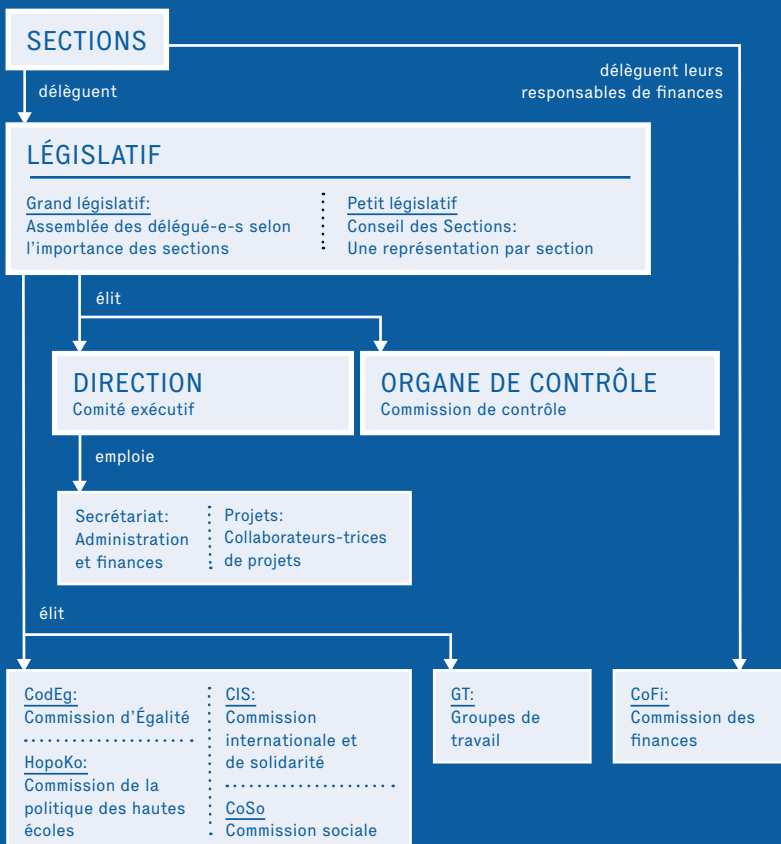 SECTIONS
délèguent
délèguent leurs
responsables de finances
LÉGISLATIF
Grand législatif:
Assemblée des délégué-e-s selon
l'importance des sections
Petit législatif
Conseil des Sections:
Une représentation par section
élit
DIRECTION
Comité exécutif
ORGANE DE CONTRÔLE
Commission de contrôle
emploie
Secrétariat:
Administration
et finances
Projets:
Collaborateurs-trices
de projets
élit
CodEg:
Commission d'Égalité
HopoKo:
Commission de la
politique des hautes
écoles
CIS:
Commission
internationale et
de solidarité
CoSo
Commission sociale
GT:
Groupes de
travail
CoFi:
Commission des
finances